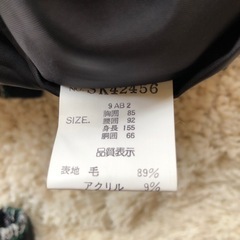 No. SK42456
9AB2
SIZE. 胸囲 85
腰囲 92
身長 155
胴囲 66
品質表示
表地 毛 89%
アクリル 9%